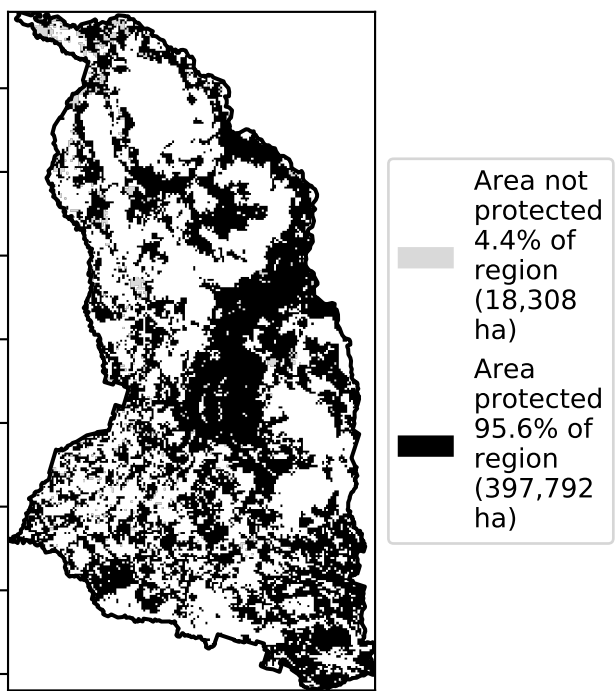 Area not
protected
4.4% of
region
(18,308
ha)
Area
protected
95.6% of
region
(397,792
ha)